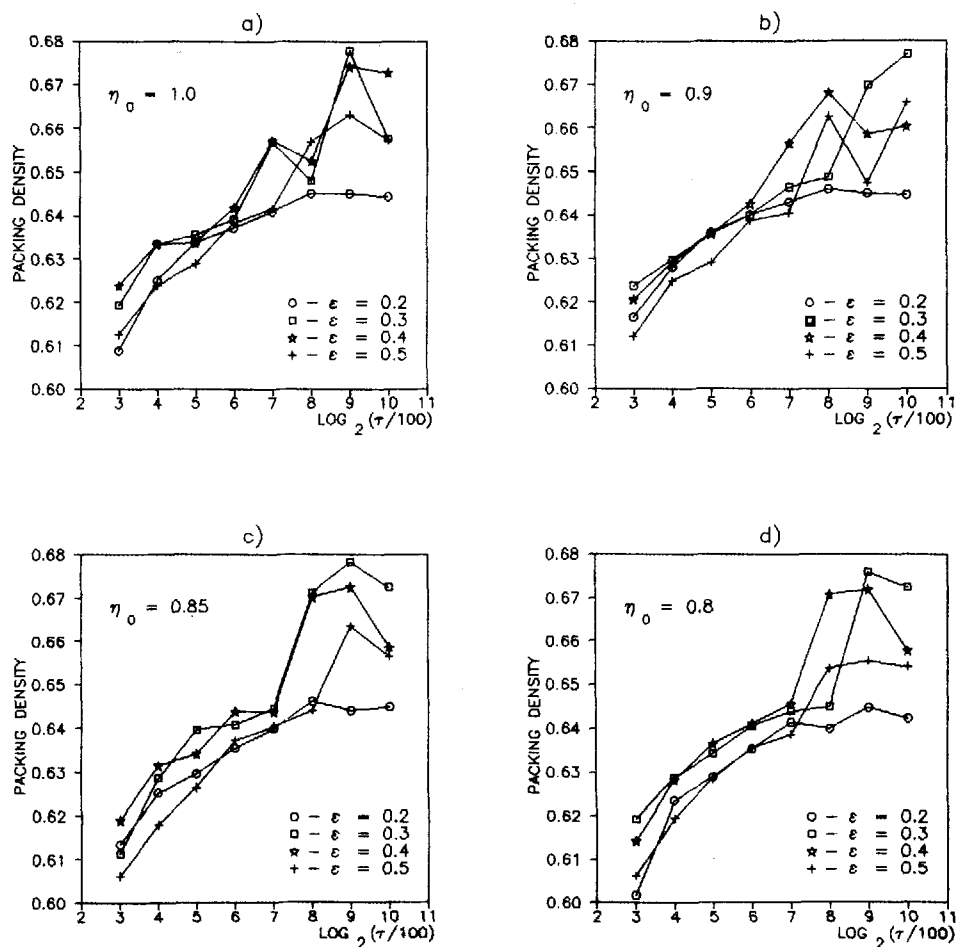 a)
0.68
0.67
0.66
0.65
0.64
0.63
0.62
0.61
0.60
PACKING DENSITY
η₀ = 1.0
o – ε = 0.2
□ – ε = 0.3
★ – ε = 0.4
+ – ε = 0.5
2 3 4 5 6 7 8 9 10 11
LOG₂(τ/100)
b)
0.68
0.67
0.66
0.65
0.64
0.63
0.62
0.61
0.60
PACKING DENSITY
η₀ = 0.9
o – ε = 0.2
□ – ε = 0.3
★ – ε = 0.4
+ – ε = 0.5
2 3 4 5 6 7 8 9 10 11
LOG₂(τ/100)
c)
0.68
0.67
0.66
0.65
0.64
0.63
0.62
0.61
0.60
PACKING DENSITY
η₀ = 0.85
o – ε = 0.2
□ – ε = 0.3
★ – ε = 0.4
+ – ε = 0.5
2 3 4 5 6 7 8 9 10 11
LOG₂(τ/100)
d)
0.68
0.67
0.66
0.65
0.64
0.63
0.62
0.61
0.60
PACKING DENSITY
η₀ = 0.8
o – ε = 0.2
□ – ε = 0.3
★ – ε = 0.4
+ – ε = 0.5
2 3 4 5 6 7 8 9 10 11
LOG₂(τ/100)